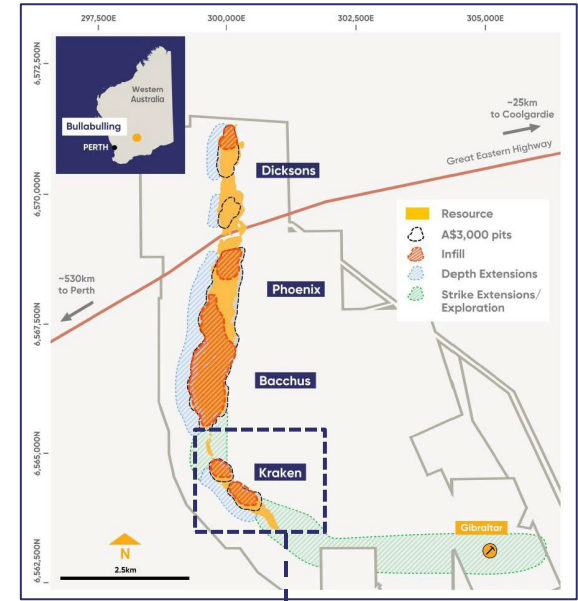 297,500E
300,000E
302,500E
305,000E
6,572,500N
6,570,000N
6,567,500N
6,565,000N
6,562,500N
Western
Australia
Bullabulling
PERTH
~25km
to Coolgardie
Great Eastern Highway
Dicksons
Resource
A$3,000 pits
Infill
Depth Extensions
Strike Extensions/
Exploration
~530km
to Perth
Phoenix
Bacchus
Kraken
Gibraltar
N
2.5km